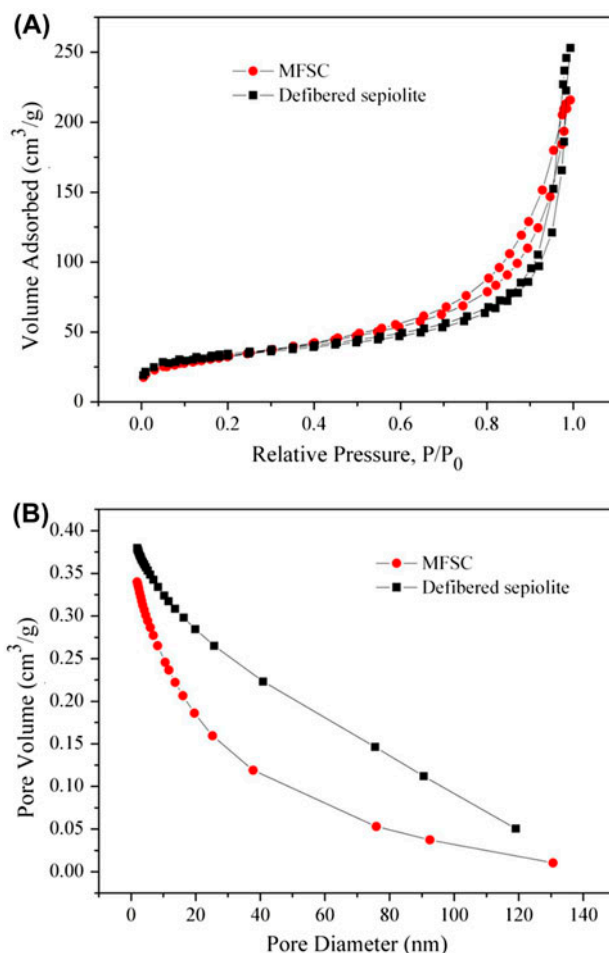 (A)
250
200
150
100
50
0
Volume Adsorbed (cm³/g)
MFSC
Defibered sepiolite
0.0 0.2 0.4 0.6 0.8 1.0
Relative Pressure, P/P₀
(B)
0.40
0.35
0.30
0.25
0.20
0.15
0.10
0.05
0.00
Pore Volume (cm³/g)
MFSC
Defibered sepiolite
0 20 40 60 80 100 120 140
Pore Diameter (nm)